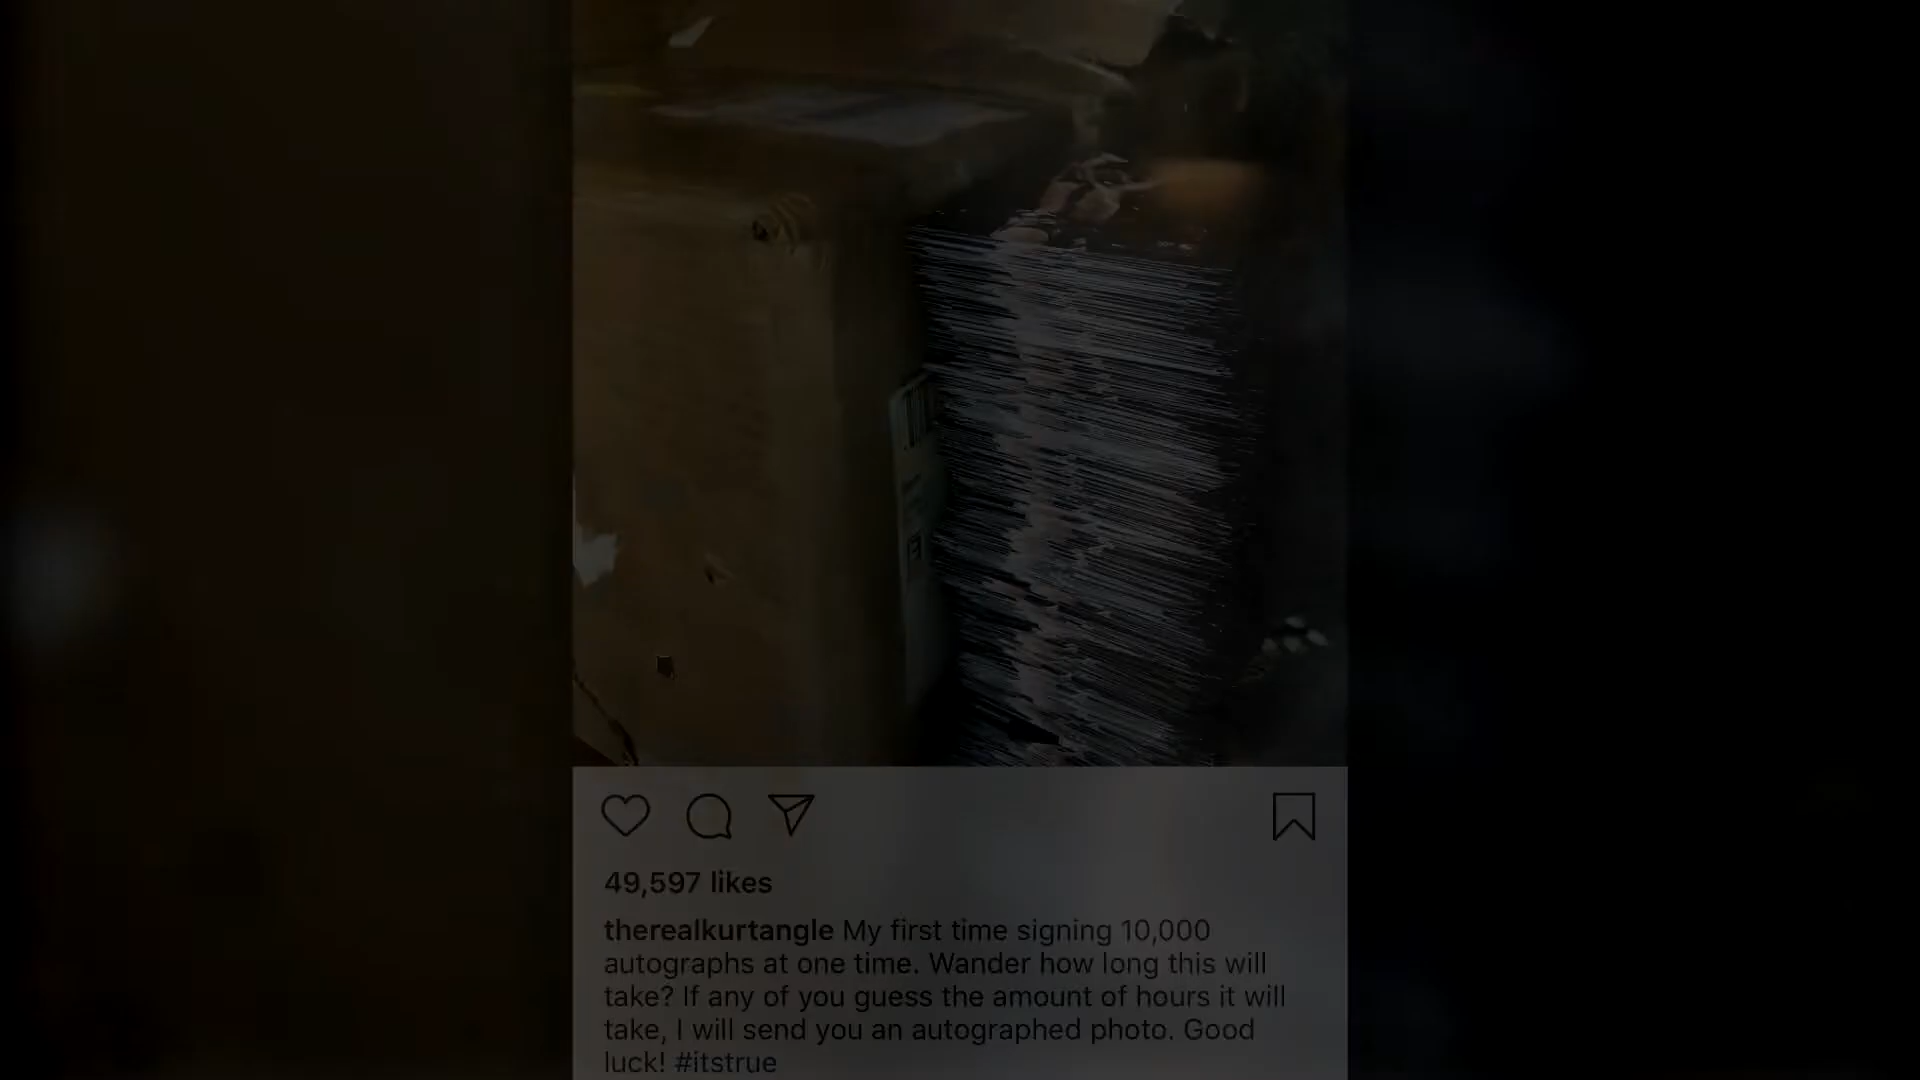 49,597 likes
therealkurtangle My first time signing 10,000
autographs at one time. Wander how long this will
take? If any of you guess the amount of hours it will
take, I will send you an autographed photo. Good
luck! #itstrue